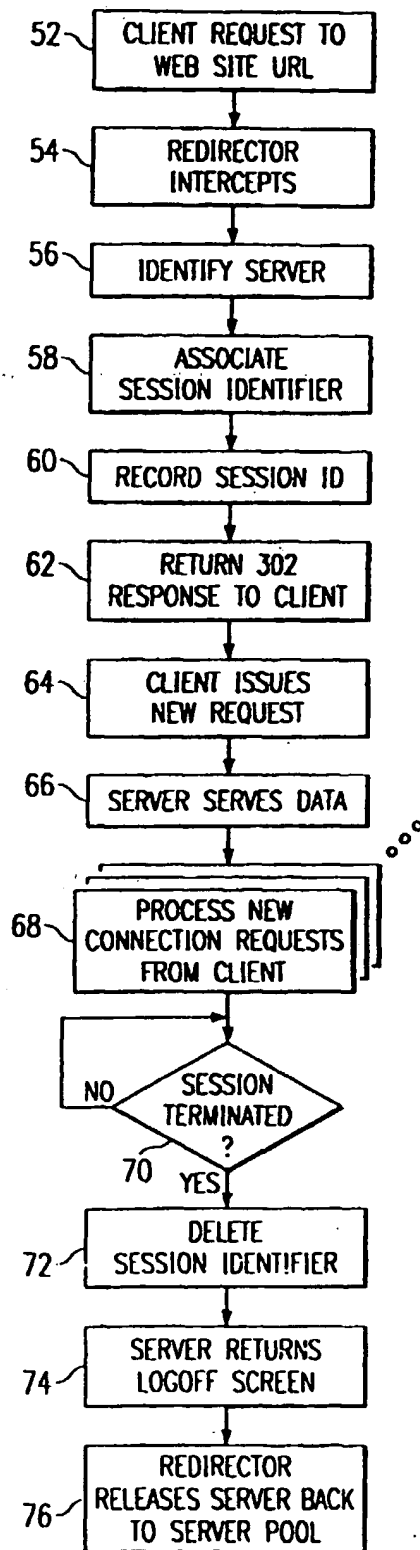 52
CLIENT REQUEST TO
WEB SITE URL
54
REDIRECTOR
INTERCEPTS
56
IDENTIFY SERVER
58
ASSOCIATE
SESSION IDENTIFIER
60
RECORD SESSION ID
62
RETURN 302
RESPONSE TO CLIENT
64
CLIENT ISSUES
NEW REQUEST
66
SERVER SERVES DATA
68
PROCESS NEW
CONNECTION REQUESTS
FROM CLIENT
NO
SESSION
TERMINATED
?
70
YES
72
DELETE
SESSION IDENTIFIER
74
SERVER RETURNS
LOGOFF SCREEN
76
REDIRECTOR
RELEASES SERVER BACK
TO SERVER POOL